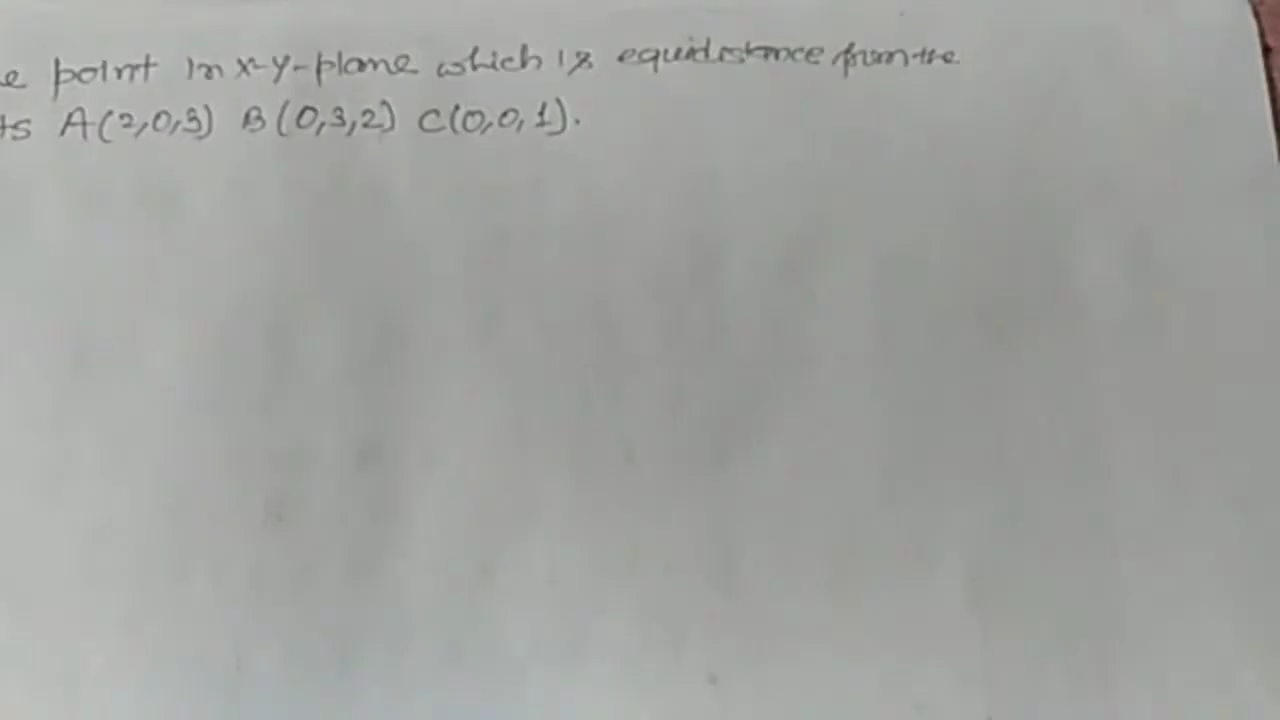 e point in x-y-plane which is equidistance from the
ts A(2,0,3) B(0,3,2) C(0,0,1).